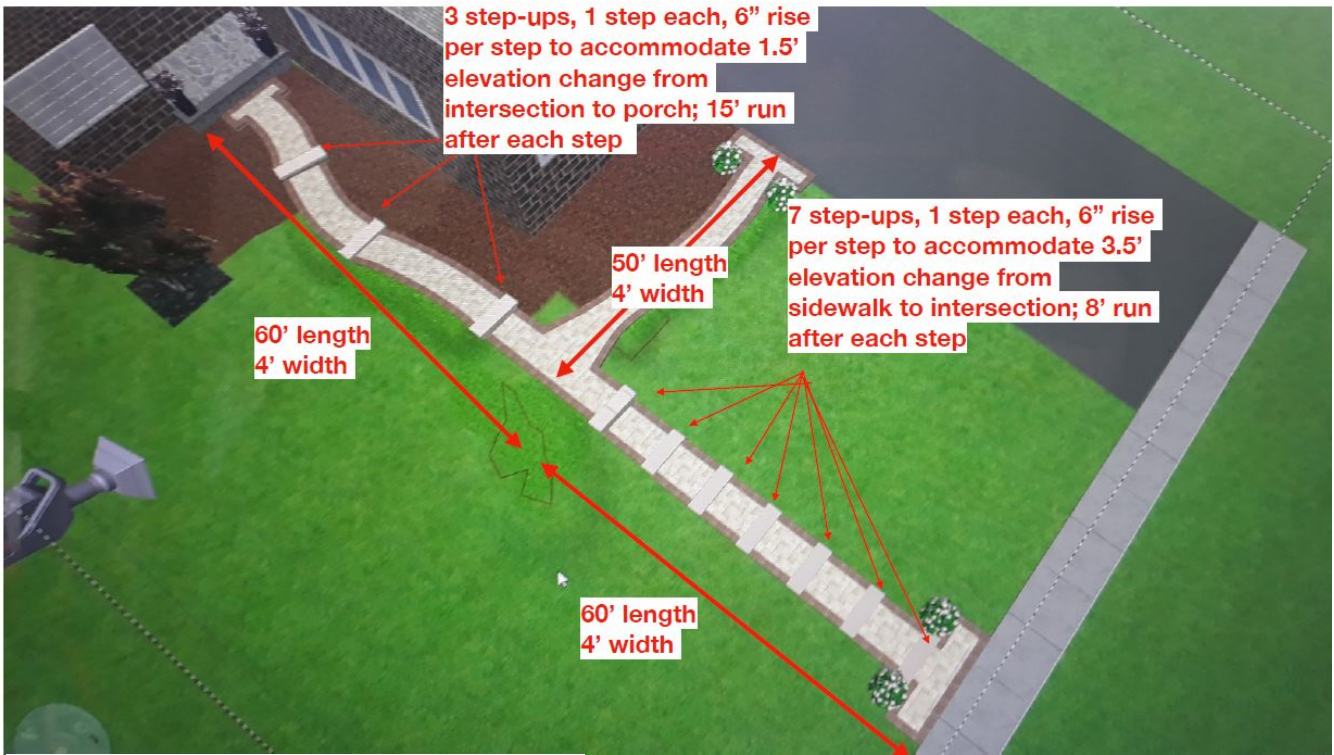 3 step-ups, 1 step each, 6” rise
per step to accommodate 1.5’
elevation change from
intersection to porch; 15’ run
after each step
7 step-ups, 1 step each, 6” rise
per step to accommodate 3.5’
elevation change from
sidewalk to intersection; 8’ run
after each step
50’ length
4’ width
60’ length
4’ width
60’ length
4’ width